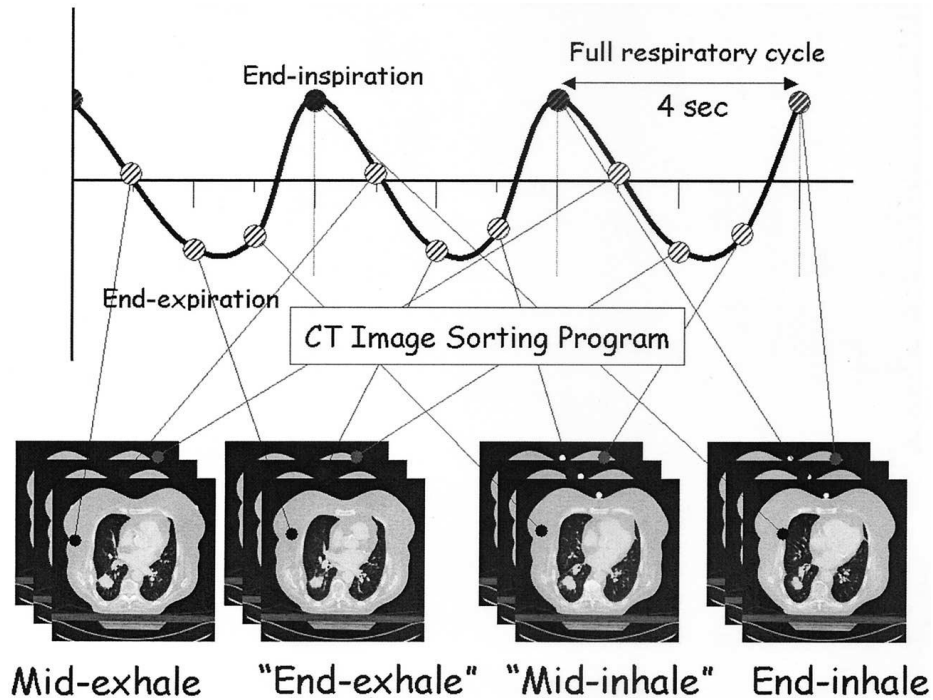 Full respiratory cycle
End-inspiration
4 sec
End-expiration
CT Image Sorting Program
Mid-exhale
“End-exhale”
“Mid-inhale”
End-inhale